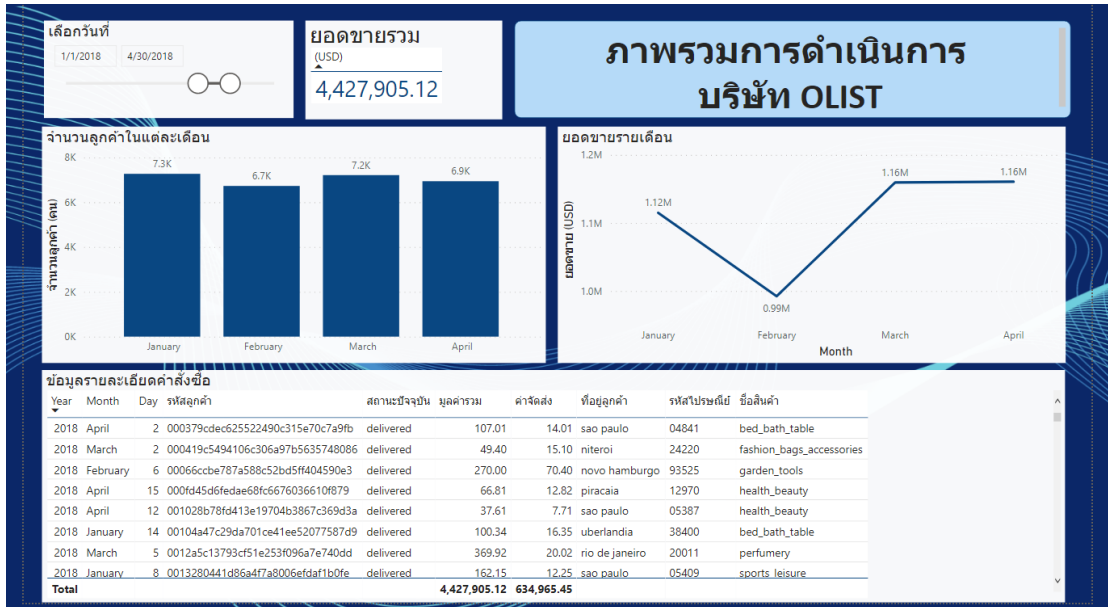 เลือกวันที่
1/1/2018 4/30/2018
ยอดขายรวม
(USD)
4,427,905.12
ภาพรวมการดำเนินการ
บริษัท OLIST
จำนวนลูกค้าในแต่ละเดือน
จำนวนลูกค้า (คน)
8K
6K
4K
2K
0K
7.3K 6.7K 7.2K 6.9K
January February March April
ยอดขายรายเดือน
ยอดขาย (USD)
1.2M
1.1M
1.0M
1.12M 0.99M 1.16M 1.16M
January February March April
Month
ข้อมูลรายละเอียดคำสั่งซื้อ
Year Month Day รหัสลูกค้า สถานะปัจจุบัน มูลค่ารวม ค่าจัดส่ง ที่อยู่ลูกค้า รหัสไปรษณีย์ ชื่อสินค้า
2018 April 2 000379cdec625522490c315e70c7a9fb delivered 107.01 14.01 sao paulo 04841 bed_bath_table
2018 March 2 000419c5494106c306a97b5635748086 delivered 49.40 15.10 niteroi 24220 fashion_bags_accessories
2018 February 6 00066ccbe787a588c52bd5ff404590e3 delivered 270.00 70.40 novo hamburgo 93525 garden_tools
2018 April 15 000fd45d6fedae68fc6676036610f879 delivered 66.81 12.82 piracaia 12970 health_beauty
2018 April 12 001028b78fd413e19704b3867c369d3a delivered 37.61 7.71 sao paulo 05387 health_beauty
2018 January 14 00104a47c29da701ce41ee52077587d9 delivered 100.34 16.35 uberlandia 38400 bed_bath_table
2018 March 5 0012a5c13793cf51e253f096a7e740dd delivered 369.92 20.02 rio de janeiro 20011 perfumery
2018 January 8 0013280441d86a4f7a8006efdaf1b0fe delivered 162.15 12.25 sao paulo 05409 sports_leisure
Total 4,427,905.12 634,965.45